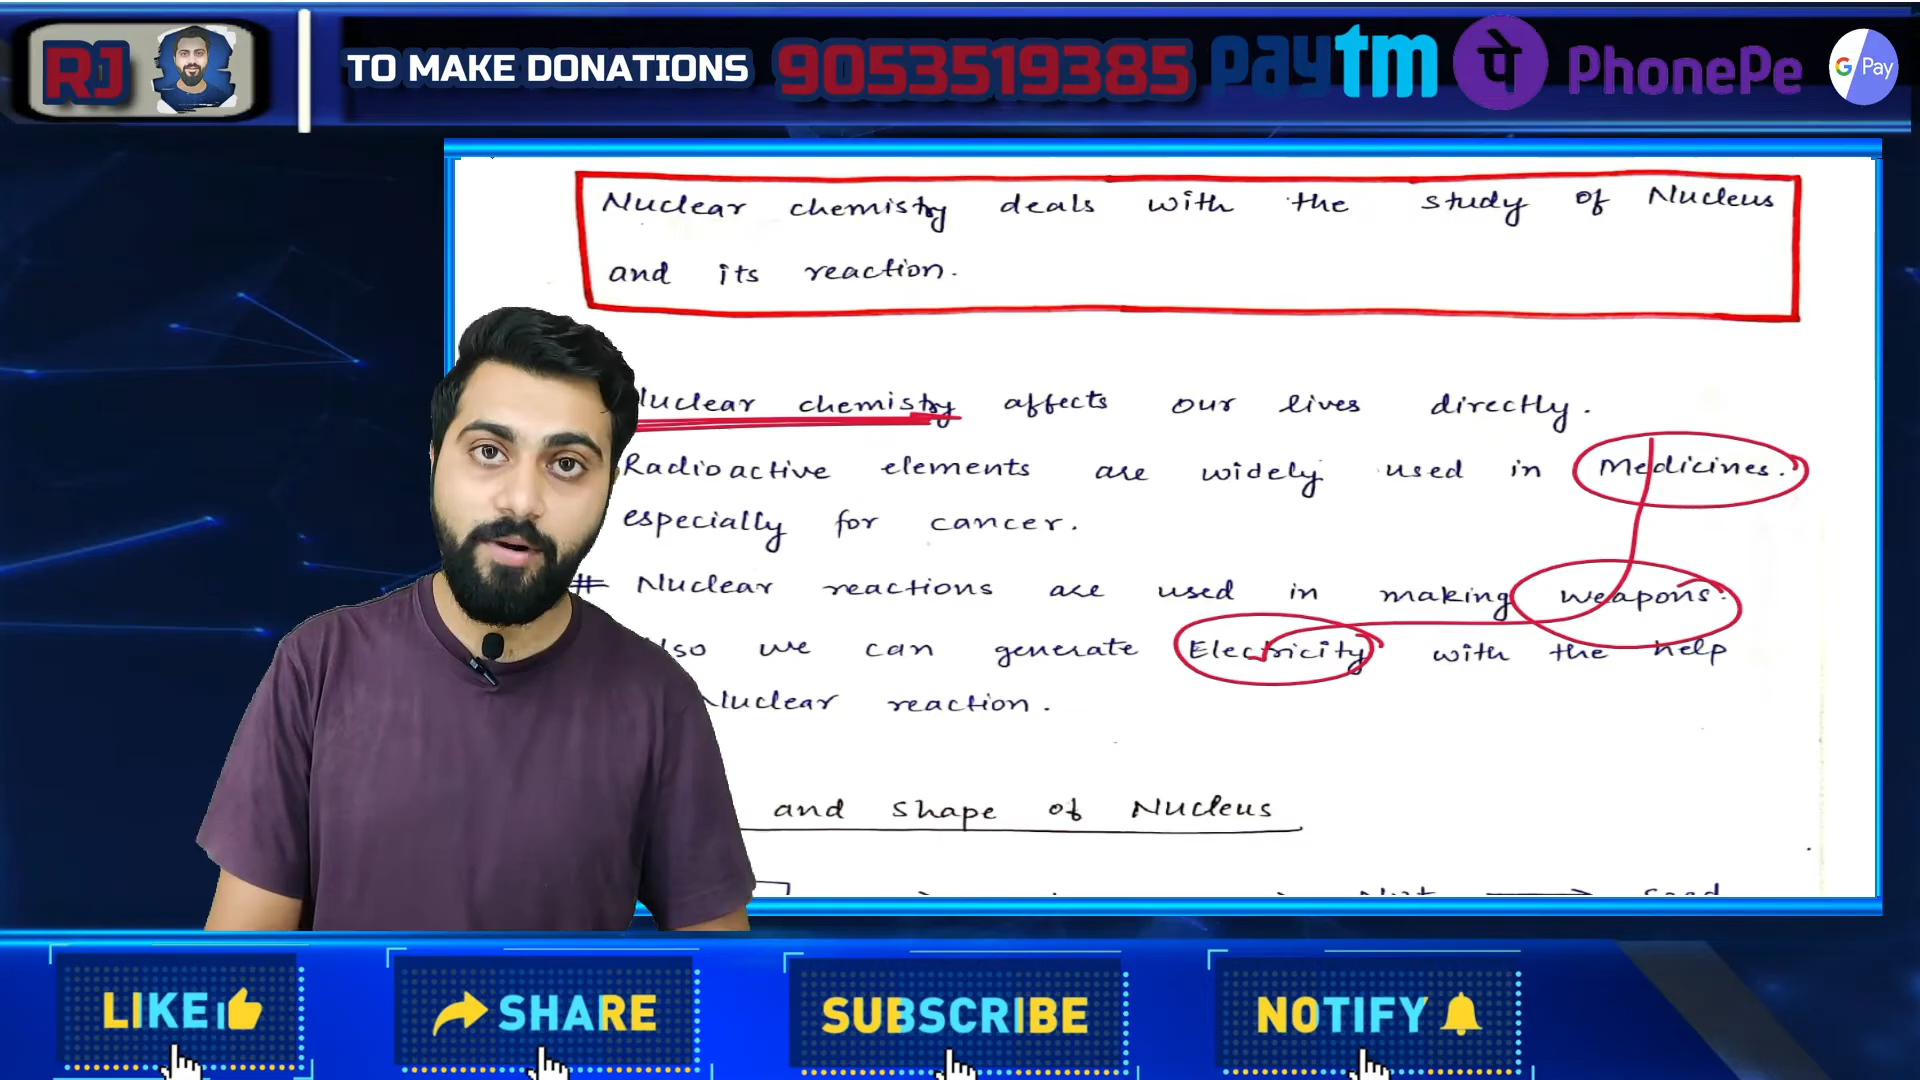 RJ
TO MAKE DONATIONS 9053519385 paytm पे PhonePe G Pay
Nuclear chemistry deals with the study of Nucleus
and its reaction.
Nuclear chemistry affects our lives directly.
Radioactive elements are widely used in Medicines.
especially for cancer.
# Nuclear reactions are used in making weapons.
we can generate Electricity with the help
Nuclear reaction.
and shape of Nucleus
LIKE SHARE SUBSCRIBE NOTIFY